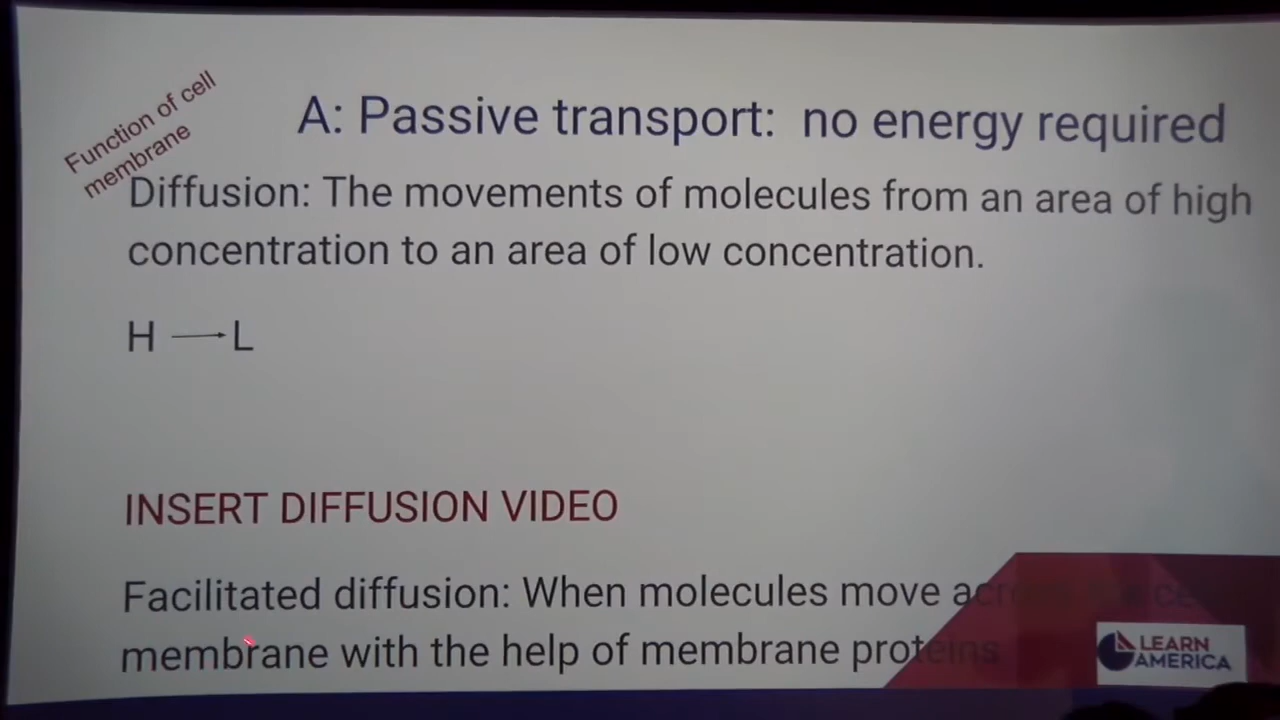 Function of cell
membrane
A: Passive transport: no energy required
Diffusion: The movements of molecules from an area of high
concentration to an area of low concentration.
H → L
INSERT DIFFUSION VIDEO
Facilitated diffusion: When molecules move across
membrane with the help of membrane proteins
LEARN
AMERICA